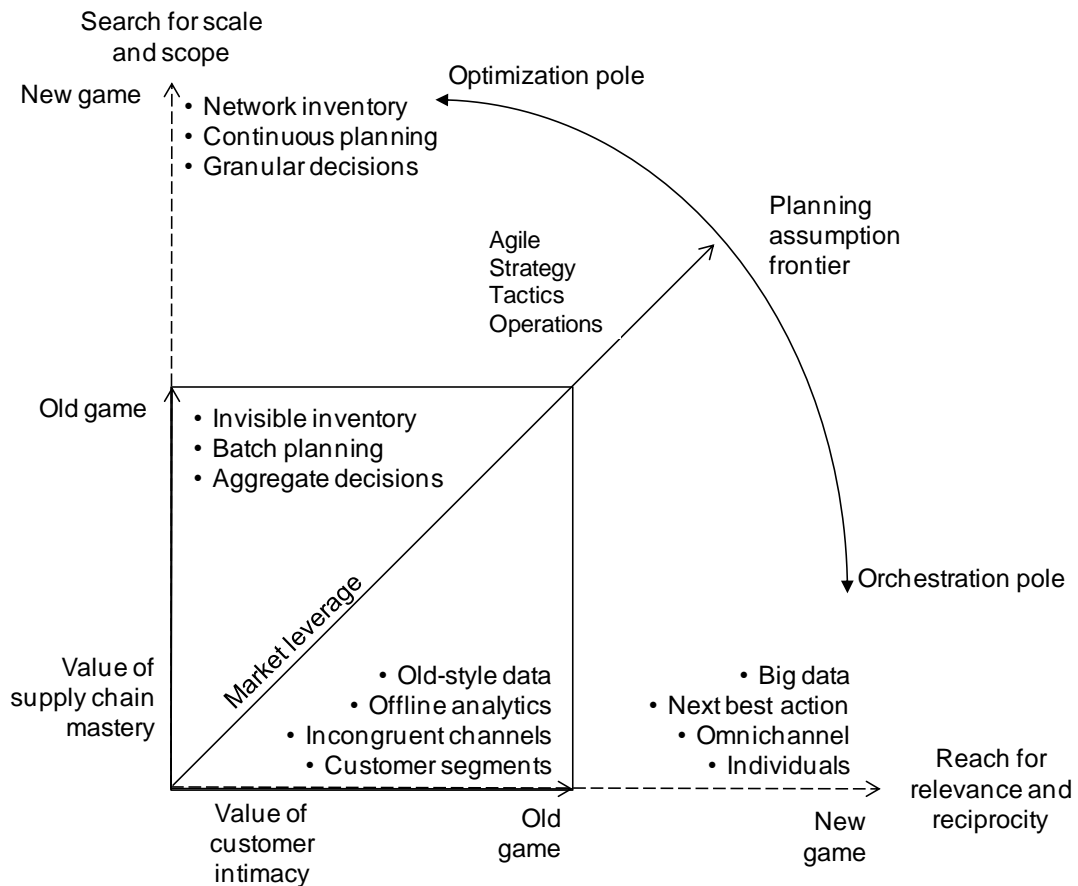 Search for scale
and scope
New game
• Network inventory
• Continuous planning
• Granular decisions
Optimization pole
Planning
assumption
frontier
Agile
Strategy
Tactics
Operations
Old game
• Invisible inventory
• Batch planning
• Aggregate decisions
Orchestration pole
Market leverage
Value of
supply chain
mastery
• Old-style data
• Offline analytics
• Incongruent channels
• Customer segments
• Big data
• Next best action
• Omnichannel
• Individuals
Reach for
relevance and
reciprocity
Value of
customer
intimacy
Old
game
New
game